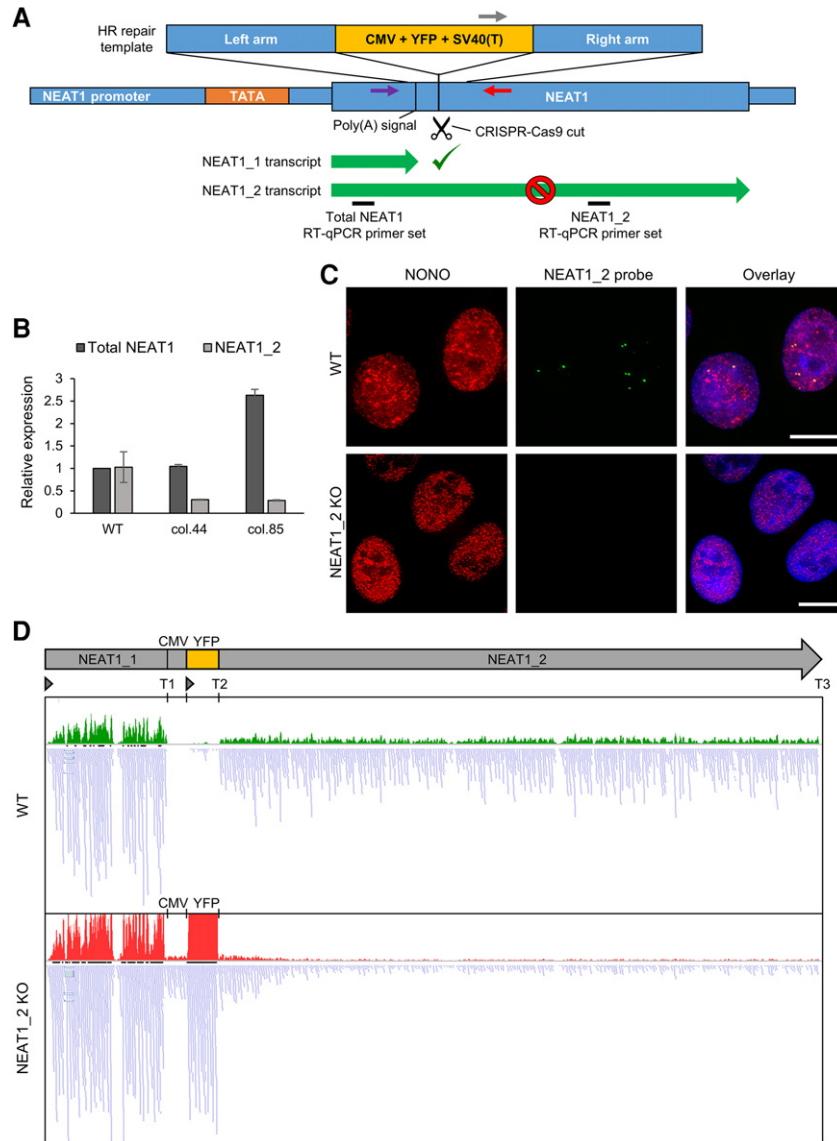 A
HR repair
template
Left arm
CMV + YFP + SV40(T)
Right arm
NEAT1 promoter
TATA
NEAT1
Poly(A) signal
CRISPR-Cas9 cut
NEAT1_1 transcript
NEAT1_2 transcript
Total NEAT1
RT-qPCR primer set
NEAT1_2
RT-qPCR primer set
B
Total NEAT1
NEAT1_2
Relative expression
3
2.5
2
1.5
1
0.5
0
WT
col.44
col.85
C
NONO
NEAT1_2 probe
Overlay
WT
NEAT1_2 KO
D
CMV YFP
NEAT1_1
NEAT1_2
T1
T2
T3
WT
CMV YFP
NEAT1_2 KO